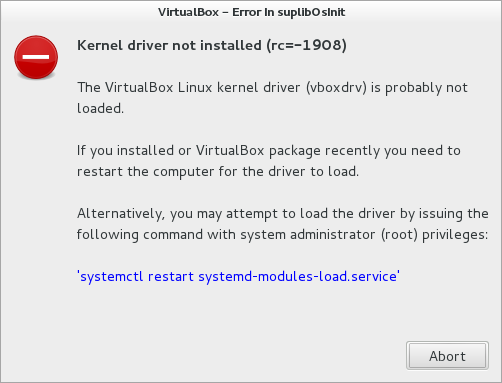 VirtualBox - Error In suplibOsInit
Kernel driver not installed (rc=-1908)
The VirtualBox Linux kernel driver (vboxdrv) is probably not
loaded.
If you installed or VirtualBox package recently you need to
restart the computer for the driver to load.
Alternatively, you may attempt to load the driver by issuing the
following command with system administrator (root) privileges:
'systemctl restart systemd-modules-load.service'
Abort